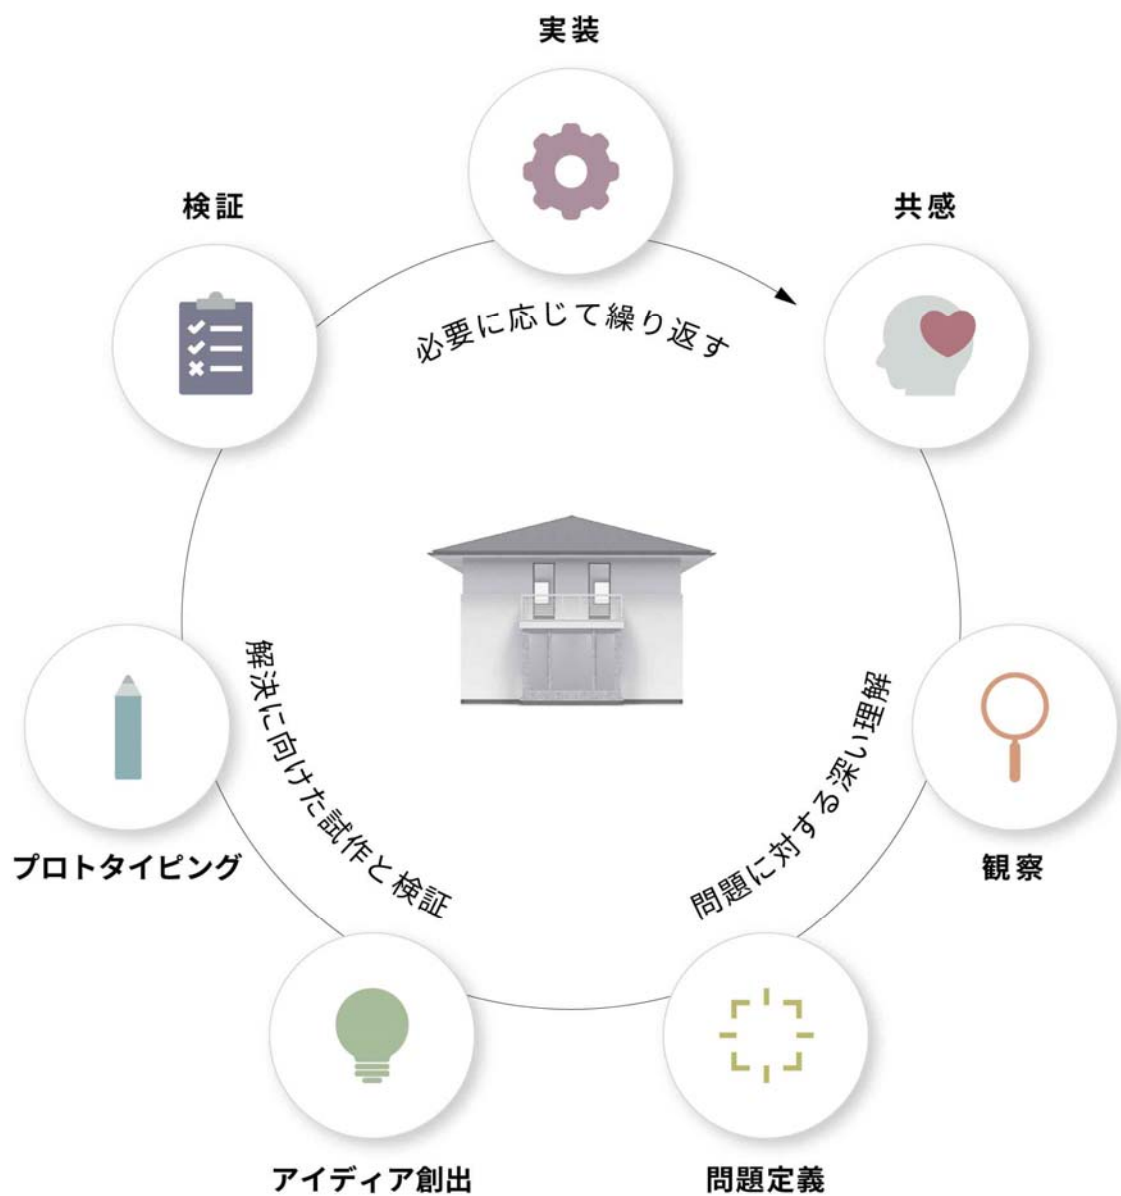 実装
検証
共感
必要に応じて繰り返す
解決に向けた試作と検証
問題に対する深い理解
プロトタイピング
観察
アイディア創出
問題定義